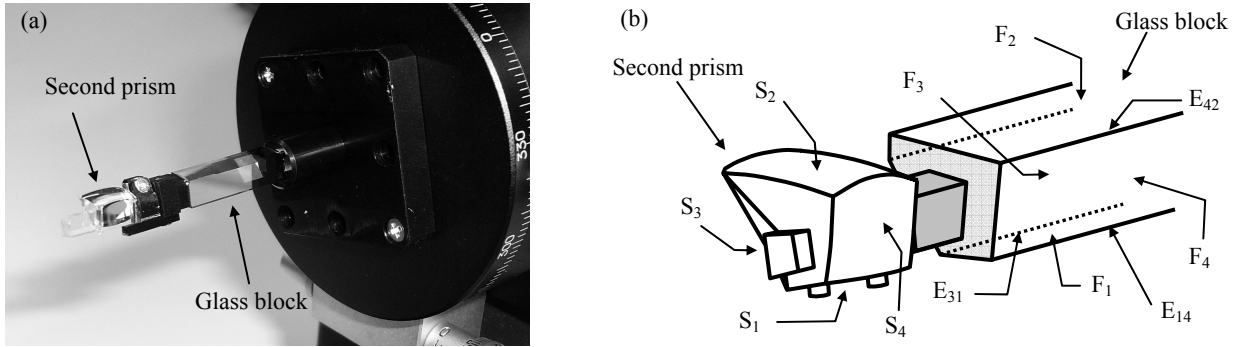 (a)
Second prism
Glass block
0
330
300
(b)
Second prism
Glass block
S₂
F₂
F₃
E₄₂
S₃
S₁
S₄
E₃₁
F₁
F₄
E₁₄